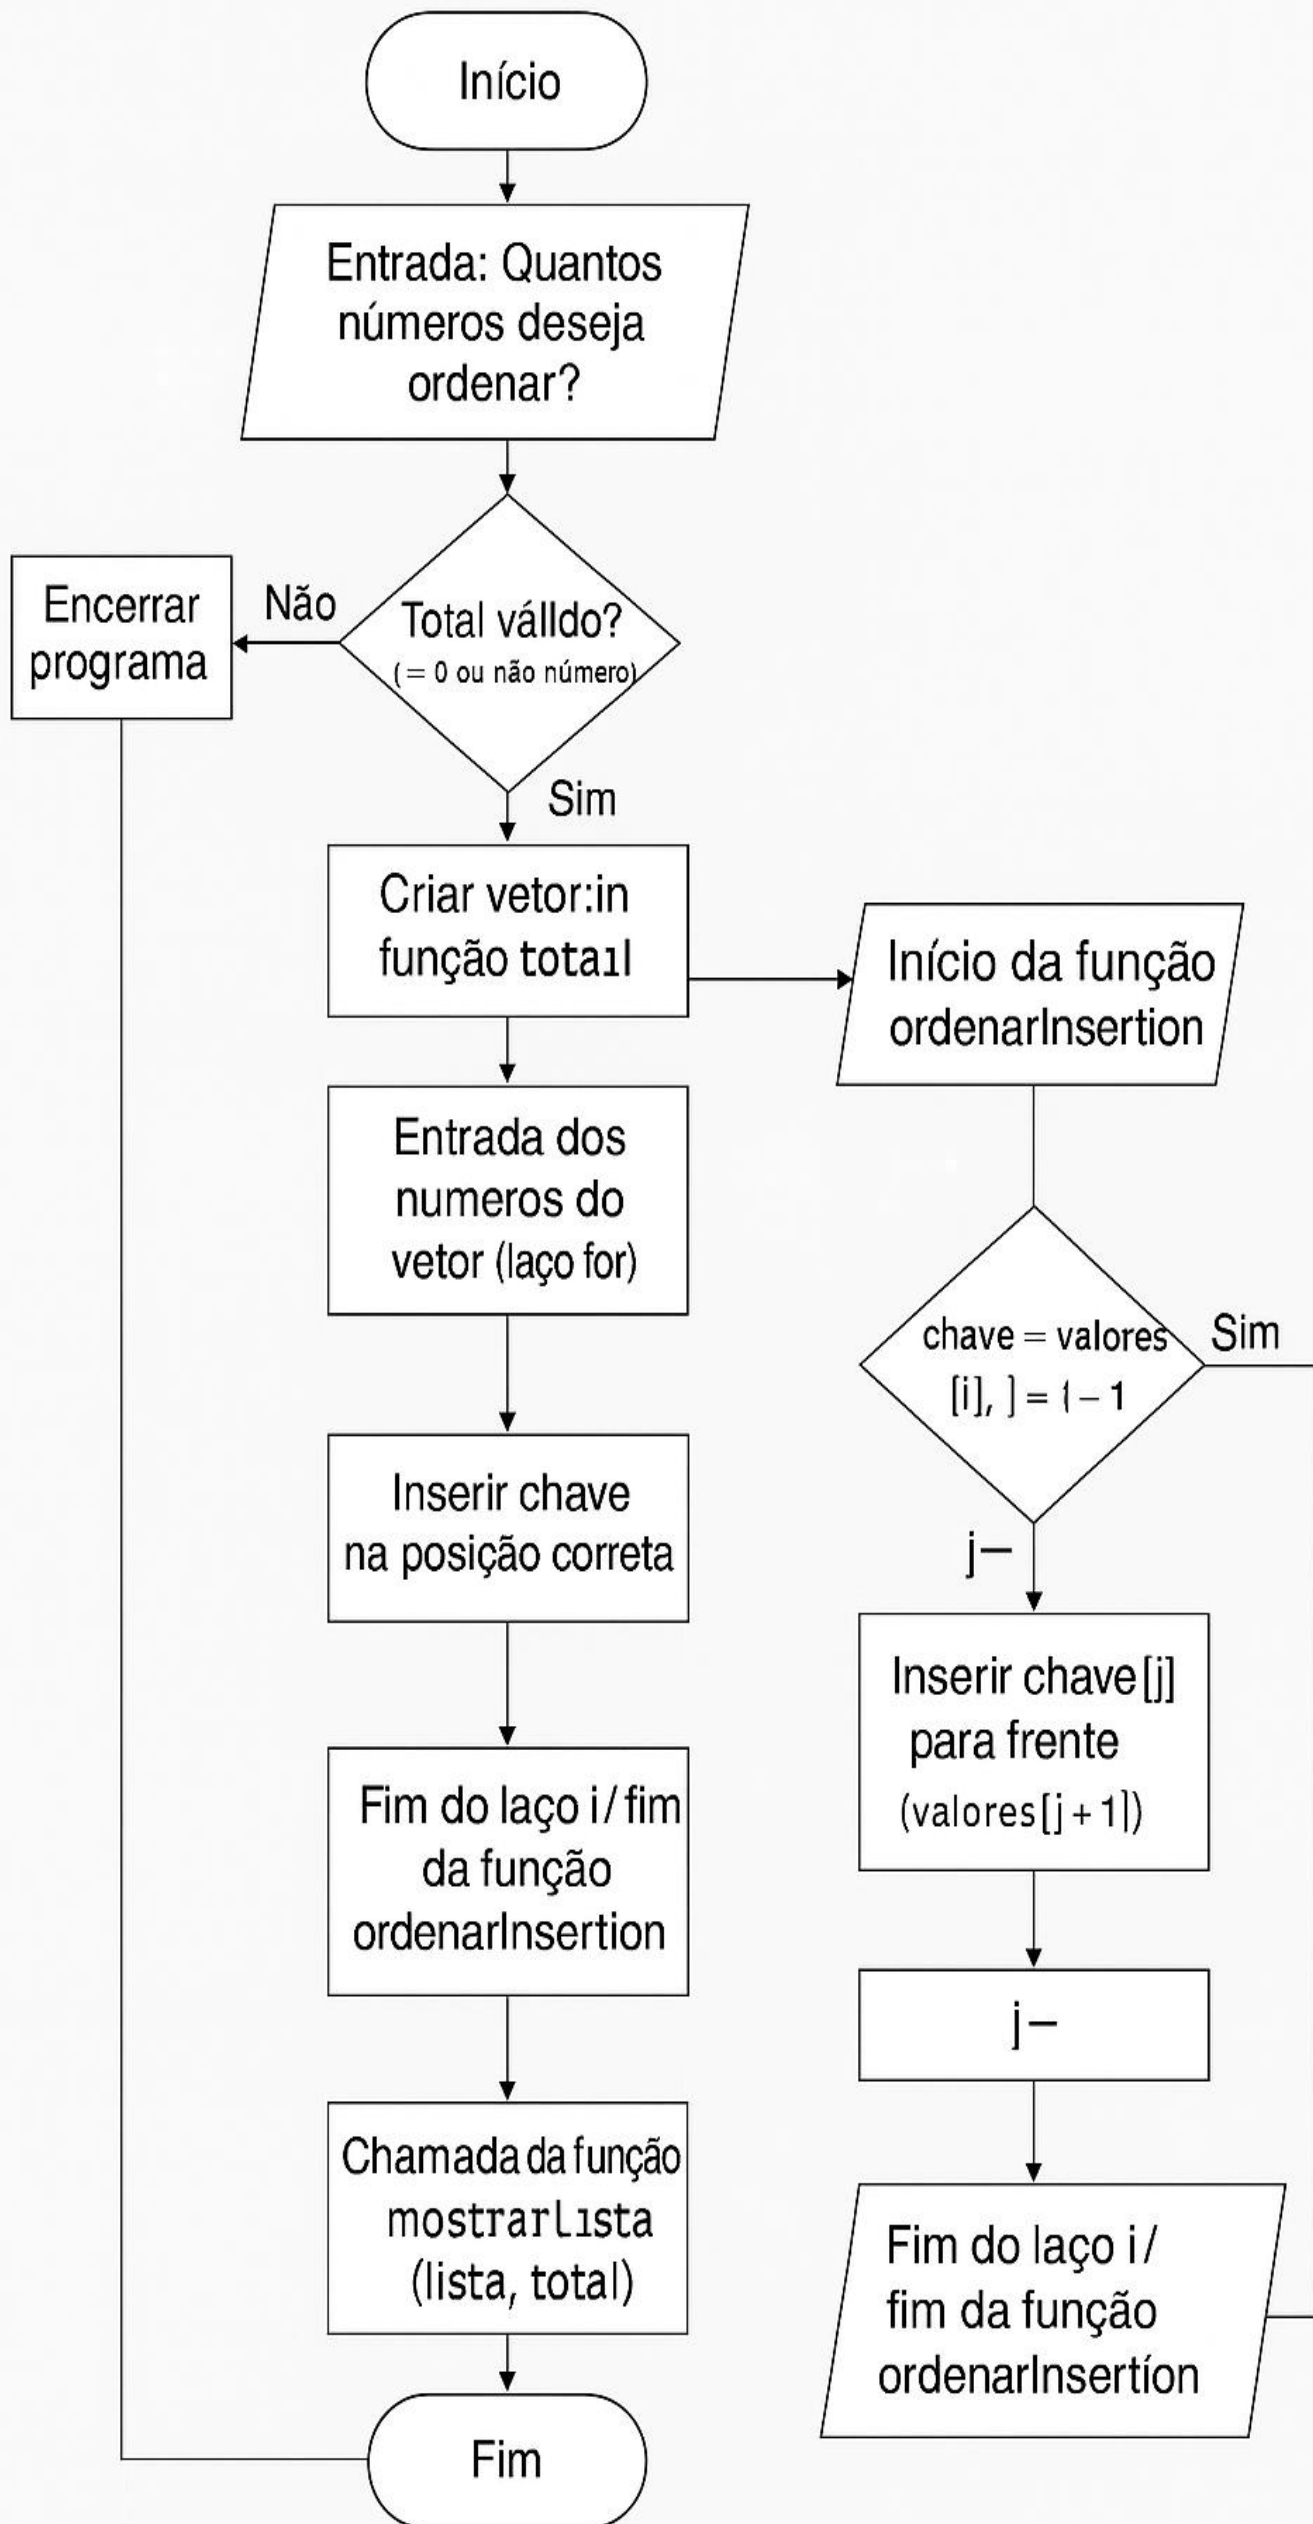 Início
Entrada: Quantos
números deseja
ordenar?
Encerrar
programa
Não
Total válldo?
(= 0 ou não número)
Sim
Criar vetor:in
função totaıl
Entrada dos
numeros do
vetor (laço for)
Inserir chave
na posição correta
Fim do laço i/fim
da função
ordenarInsertion
Chamada da função
mostrarLısta
(lista, total)
Fim
Início da função
ordenarInsertion
chave = valores
[i], ] = { – 1
Sim
j—
Inserir chave[j]
para frente
(valores[j + 1])
j—
Fim do laço i/
fim da função
ordenarInsertíon